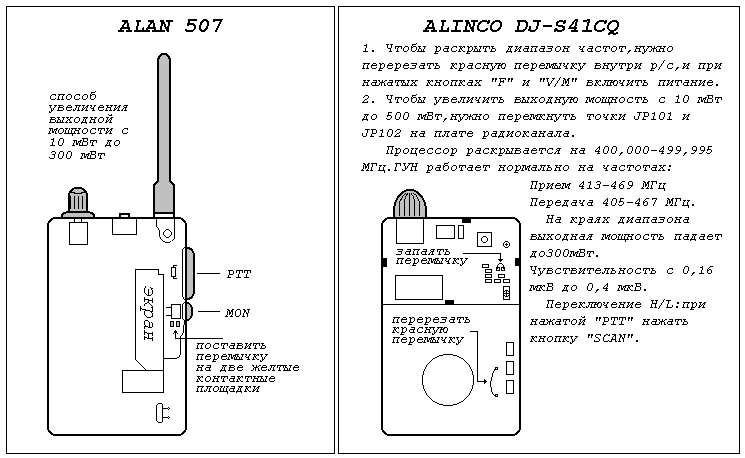 ALAN 507
способ
увеличения
выходной
мощности с
10 мВт до
300 мВт
PTT
MON
экран
поставить
перемычку
на две желтые
контактные
площадки
ALINCO DJ-S41CQ
1. Чтобы раскрыть диапазон частот,нужно
перерезать красную перемычку внутри р/с,и при
нажатых кнопках "F" и "V/M" включить питание.
2. Чтобы увеличить выходную мощность с 10 мВт
до 500 мВт,нужно перемкнуть точки JP101 и
JP102 на плате радиоканала.
Процессор раскрывается на 400,000-499,995
МГц.ГУН работает нормально на частотах:
Прием 413-469 МГц
Передача 405-467 МГц.
На краях диапазона
выходная мощность падает
до300мВт.
Чувствительность с 0,16
мкВ до 0,4 мкВ.
Переключение H/L:при
нажатой "PTT" нажать
кнопку "SCAN".
запаять
перемычку
перерезать
красную
перемычку